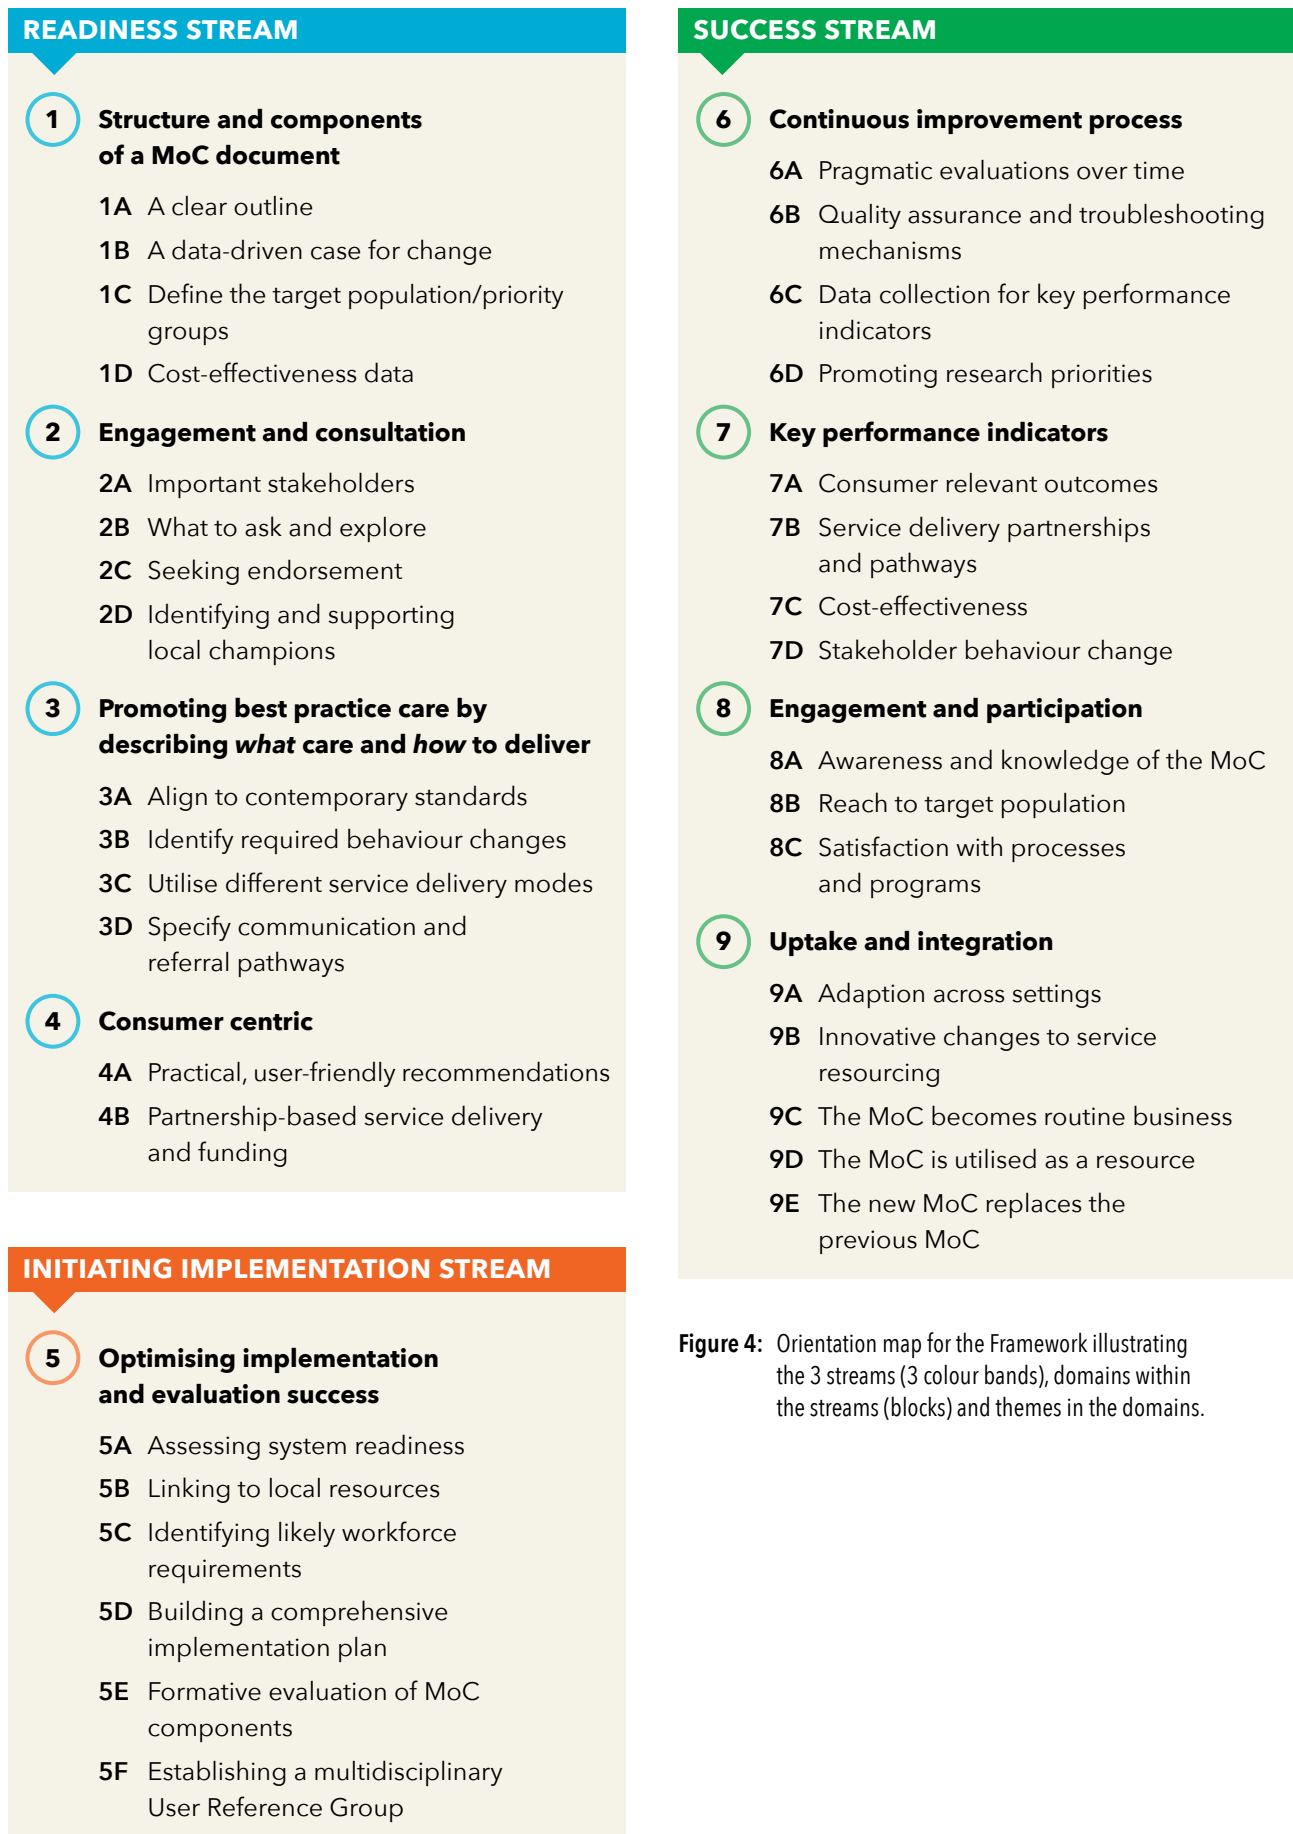 READINESS STREAM
1 Structure and components
of a MoC document
1A A clear outline
1B A data-driven case for change
1C Define the target population/priority
groups
1D Cost-effectiveness data
2 Engagement and consultation
2A Important stakeholders
2B What to ask and explore
2C Seeking endorsement
2D Identifying and supporting
local champions
3 Promoting best practice care by
describing what care and how to deliver
3A Align to contemporary standards
3B Identify required behaviour changes
3C Utilise different service delivery modes
3D Specify communication and
referral pathways
4 Consumer centric
4A Practical, user-friendly recommendations
4B Partnership-based service delivery
and funding
INITIATING IMPLEMENTATION STREAM
5 Optimising implementation
and evaluation success
5A Assessing system readiness
5B Linking to local resources
5C Identifying likely workforce
requirements
5D Building a comprehensive
implementation plan
5E Formative evaluation of MoC
components
5F Establishing a multidisciplinary
User Reference Group
SUCCESS STREAM
6 Continuous improvement process
6A Pragmatic evaluations over time
6B Quality assurance and troubleshooting
mechanisms
6C Data collection for key performance
indicators
6D Promoting research priorities
7 Key performance indicators
7A Consumer relevant outcomes
7B Service delivery partnerships
and pathways
7C Cost-effectiveness
7D Stakeholder behaviour change
8 Engagement and participation
8A Awareness and knowledge of the MoC
8B Reach to target population
8C Satisfaction with processes
and programs
9 Uptake and integration
9A Adaption across settings
9B Innovative changes to service
resourcing
9C The MoC becomes routine business
9D The MoC is utilised as a resource
9E The new MoC replaces the
previous MoC
Figure 4: Orientation map for the Framework illustrating
the 3 streams (3 colour bands), domains within
the streams (blocks) and themes in the domains.